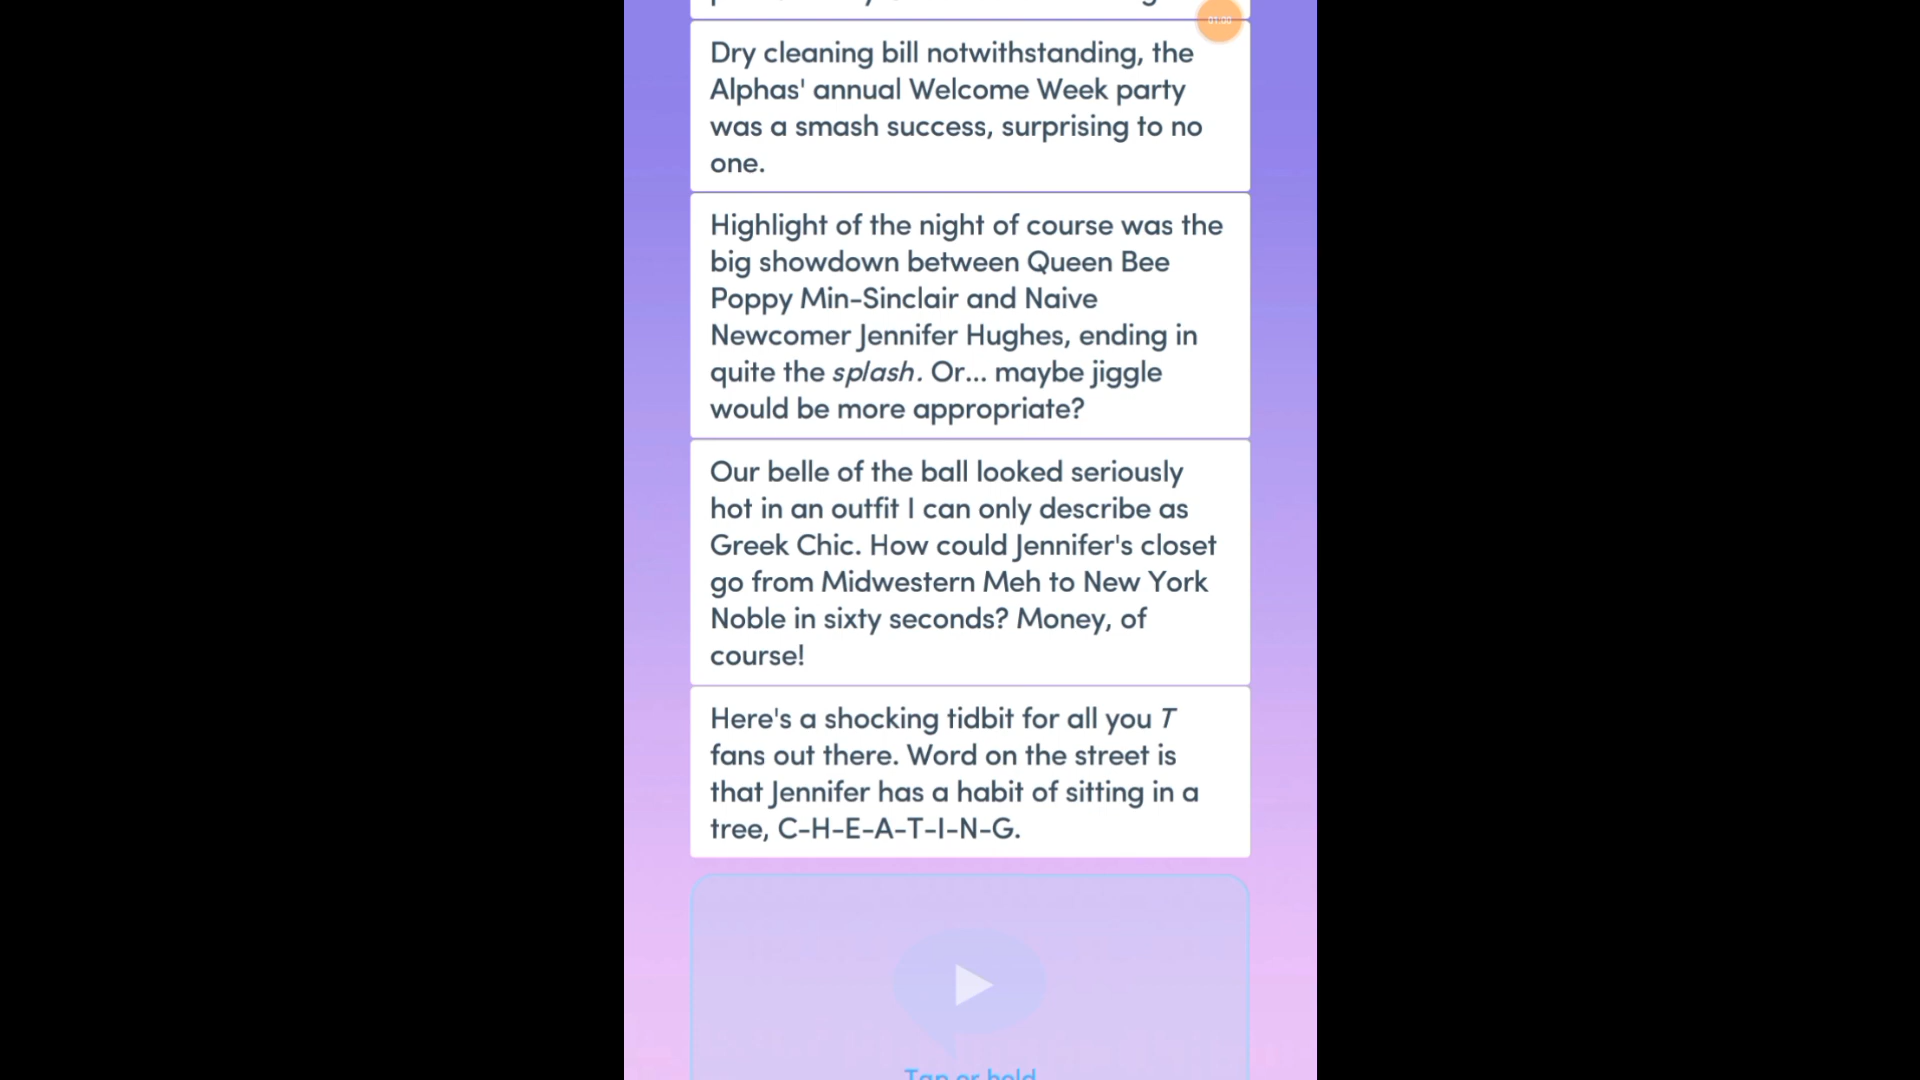 01:00
Dry cleaning bill notwithstanding, the
Alphas' annual Welcome Week party
was a smash success, surprising to no
one.
Highlight of the night of course was the
big showdown between Queen Bee
Poppy Min-Sinclair and Naive
Newcomer Jennifer Hughes, ending in
quite the splash. Or... maybe jiggle
would be more appropriate?
Our belle of the ball looked seriously
hot in an outfit I can only describe as
Greek Chic. How could Jennifer's closet
go from Midwestern Meh to New York
Noble in sixty seconds? Money, of
course!
Here's a shocking tidbit for all you T
fans out there. Word on the street is
that Jennifer has a habit of sitting in a
tree, C-H-E-A-T-I-N-G.
Tap or hold